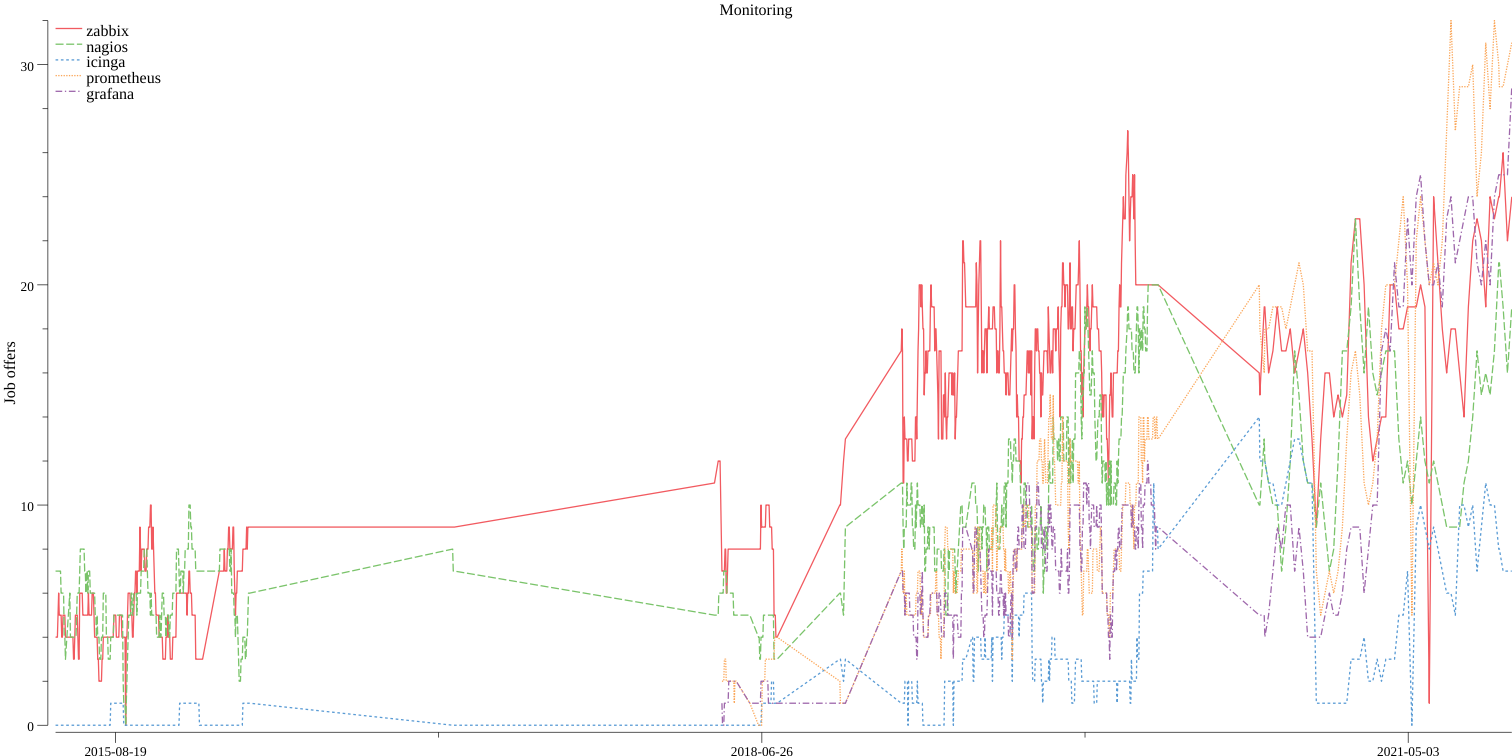 Monitoring
zabbix
nagios
icinga
prometheus
grafana
Job offers
30
20
10
0
2015-08-19
2018-06-26
2021-05-03